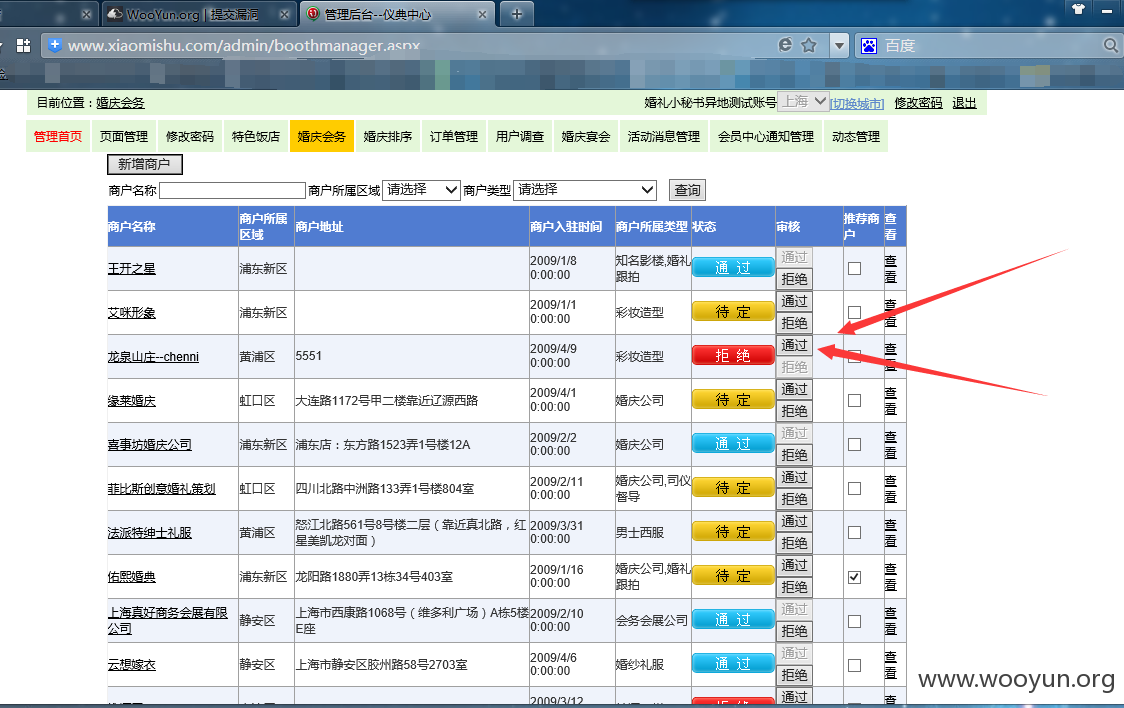 WooYun.org | 提交漏洞
管理后台--仪典中心
www.xiaomishu.com/admin/boothmanager.aspx
百度
目前位置：婚庆会务
婚礼小秘书异地测试账号 上海 [切换城市] 修改密码 退出
管理首页 页面管理 修改密码 特色饭店 婚庆会务 婚庆排序 订单管理 用户调查 婚庆宴会 活动消息管理 会员中心通知管理 动态管理
新增商户
商户名称 商户所属区域 请选择 商户类型 请选择 查询
商户名称 商户所属区域 商户地址 商户入驻时间 商户所属类型 状态 审核 推荐商户 查看
王开之星 浦东新区 2009/1/8 0:00:00 知名影楼,婚礼跟拍 通过 通过 拒绝 查看
艾咪形象 浦东新区 2009/1/1 0:00:00 彩妆造型 待定 通过 拒绝 查看
龙泉山庄--chenni 黄浦区 5551 2009/4/9 0:00:00 彩妆造型 拒绝 通过 拒绝 查看
缘莱婚庆 虹口区 大连路1172号甲二楼靠近辽源西路 2009/4/1 0:00:00 婚庆公司 待定 通过 拒绝 查看
喜事坊婚庆公司 浦东新区 浦东店：东方路1523弄1号楼12A 2009/2/2 0:00:00 婚庆公司 通过 通过 拒绝 查看
菲比斯创意婚礼策划 虹口区 四川北路中洲路133弄1号楼804室 2009/2/11 0:00:00 婚庆公司,司仪督导 待定 通过 拒绝 查看
法派特绅士礼服 黄浦区 怒江北路561号8号楼二层（靠近真北路，红星美凯龙对面） 2009/3/31 0:00:00 男士西服 待定 通过 拒绝 查看
佑熙婚典 浦东新区 龙阳路1880弄13栋34号403室 2009/1/16 0:00:00 婚庆公司,婚礼跟拍 待定 通过 拒绝 查看
上海真好商务会展有限公司 静安区 上海市西康路1068号（维多利广场）A栋5楼E座 2009/2/10 0:00:00 会务会展公司 通过 通过 拒绝 查看
云想嫁衣 静安区 上海市静安区胶州路58号2703室 2009/4/6 0:00:00 婚纱礼服 通过 通过 拒绝 查看
2009/3/12 拒绝 通过
www.wooyun.org